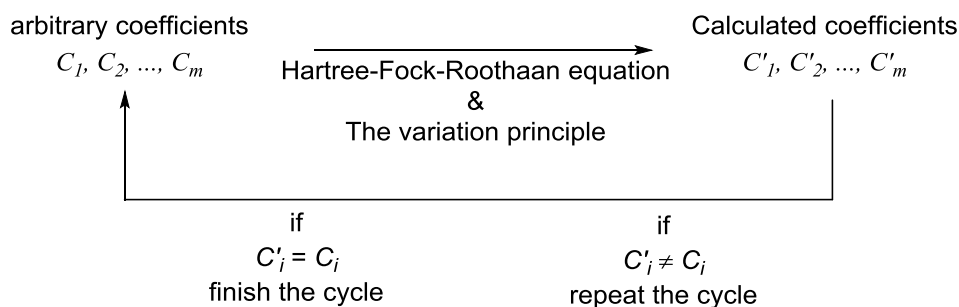 arbitrary coefficients
C1, C2, ..., Cm
Hartree-Fock-Roothaan equation
&
The variation principle
Calculated coefficients
C'1, C'2, ..., C'm
if
C'i = Ci
finish the cycle
if
C'i ≠ Ci
repeat the cycle